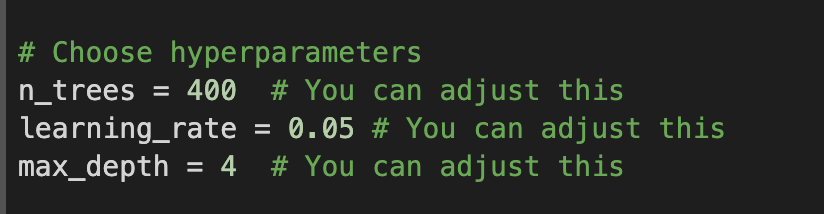 # Choose hyperparameters
n_trees = 400  # You can adjust this
learning_rate = 0.05 # You can adjust this
max_depth = 4  # You can adjust this